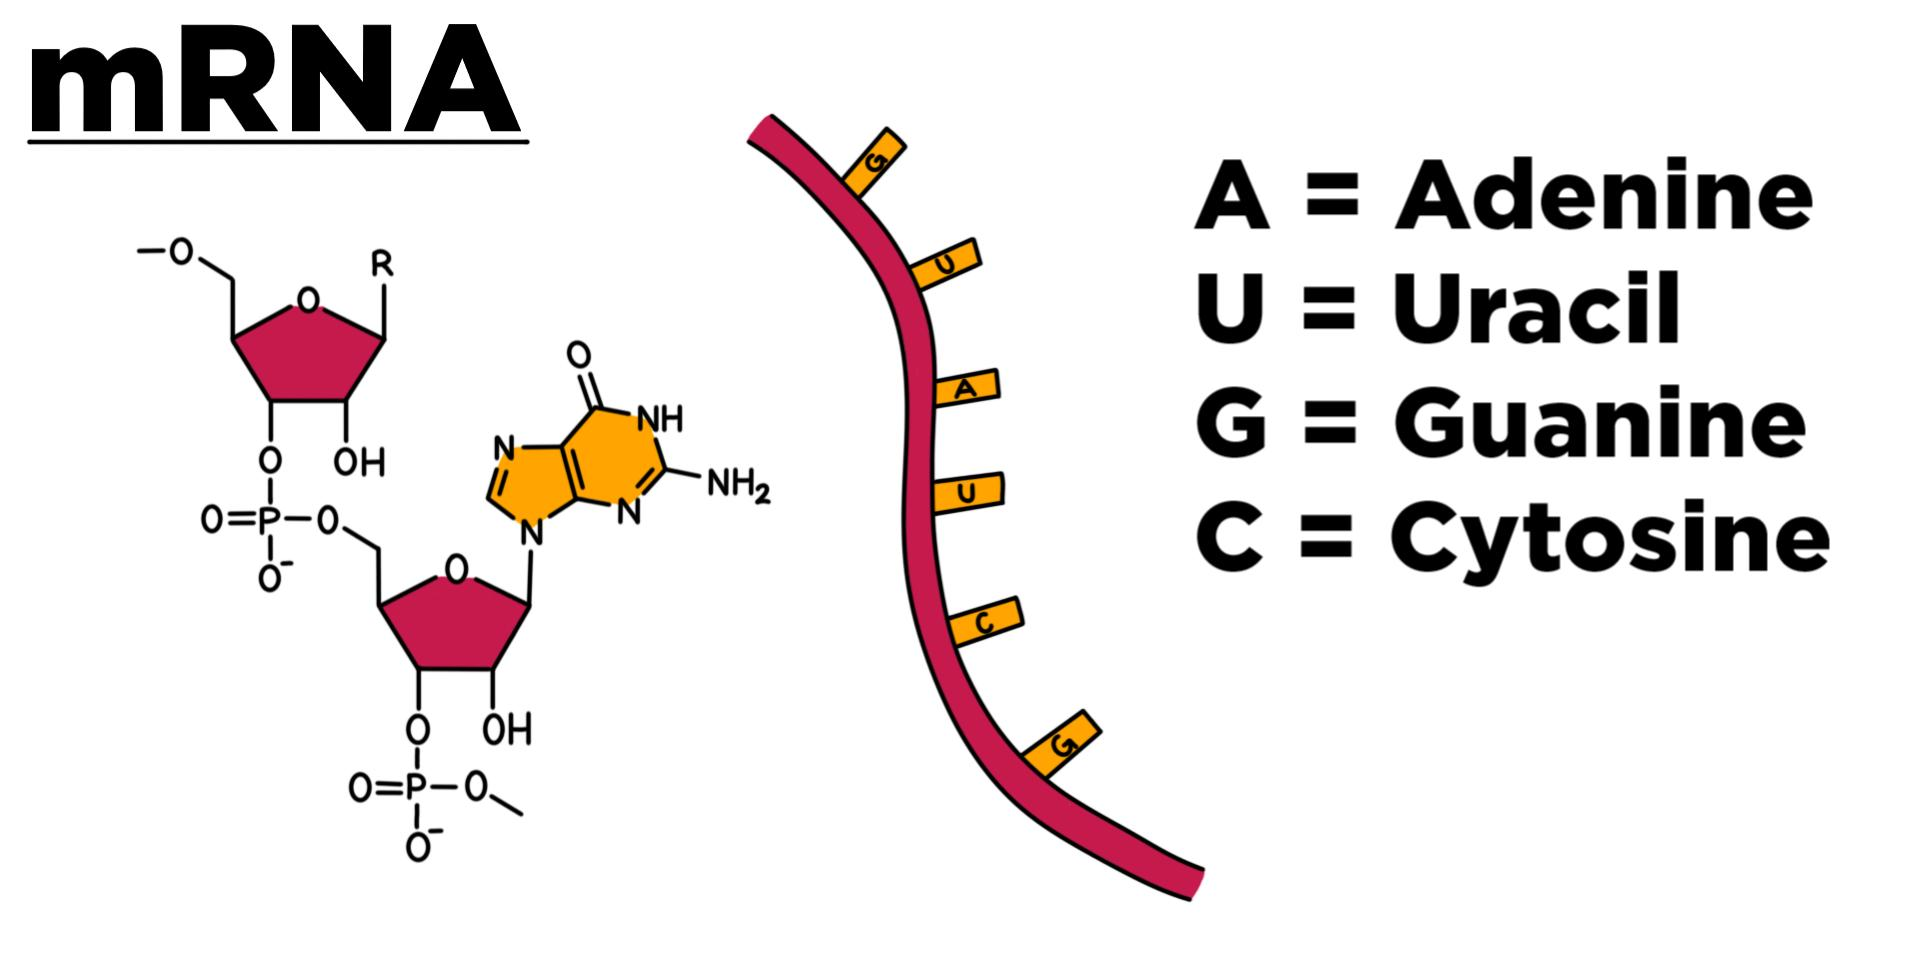 mRNA
–O
R
O
O
OH
O=P–O
O⁻
O
NH
N
NH₂
N
N
O
O
OH
O=P–O
O⁻
G
U
A
U
C
G
A = Adenine
U = Uracil
G = Guanine
C = Cytosine